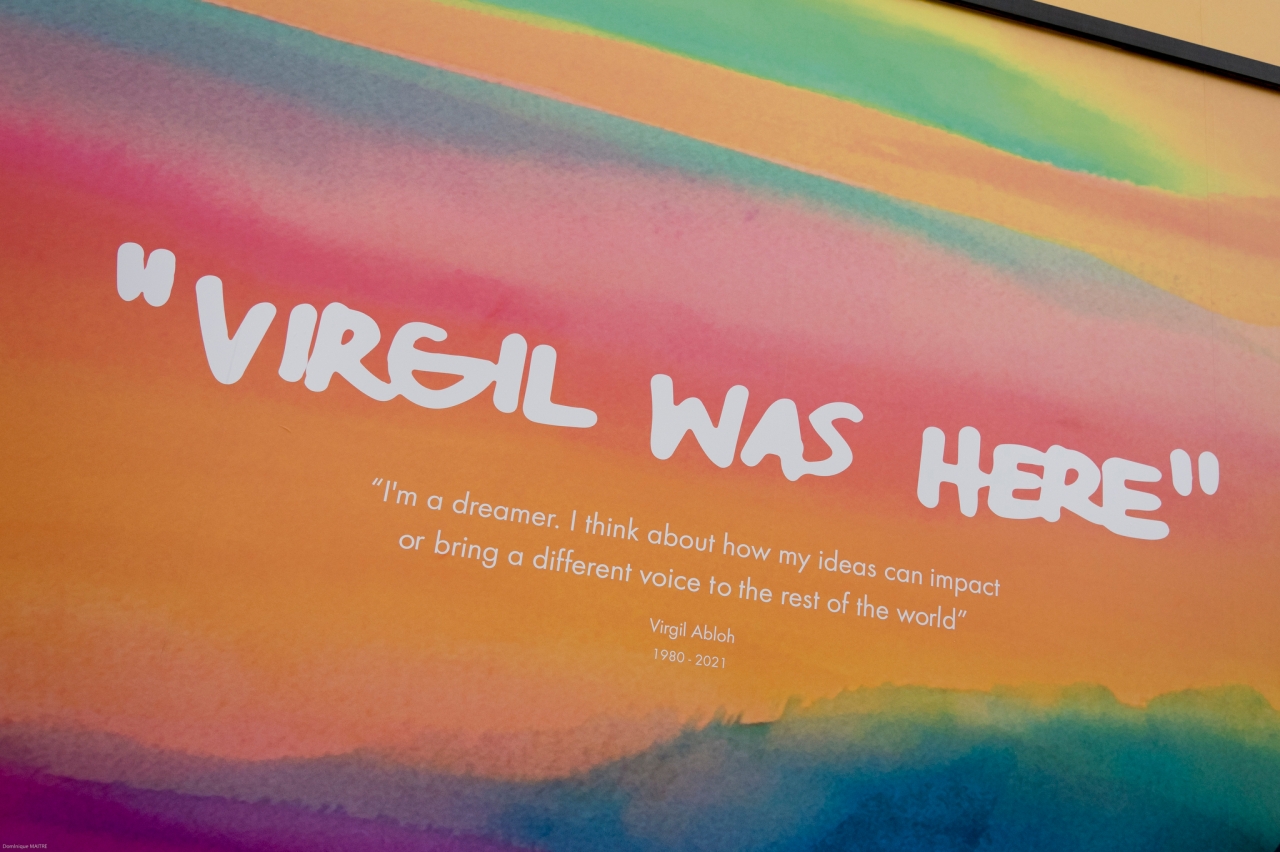 "VIRGIL WAS HERE"
“I'm a dreamer. I think about how my ideas can impact
or bring a different voice to the rest of the world”
Virgil Abloh
1980 - 2021
Dominique MAITRE